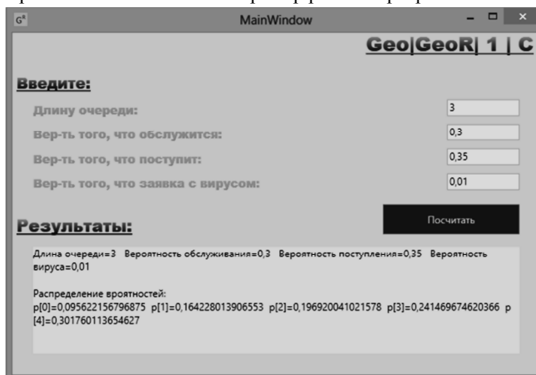 MainWindow
Geo|GeoR| 1 | C
Введите:
Длину очереди:
3
Вер-ть того, что обслужится:
0,3
Вер-ть того, что поступит:
0,35
Вер-ть того, что заявка с вирусом:
0,01
Посчитать
Результаты:
Длина очереди=3 Вероятность обслуживания=0,3 Вероятность поступления=0,35 Вероятность
вируса=0,01
Распределение вроятностей:
p[0]=0,095622156796875 p[1]=0,164228013906553 p[2]=0,196920041021578 p[3]=0,241469674620366 p
[4]=0,301760113654627